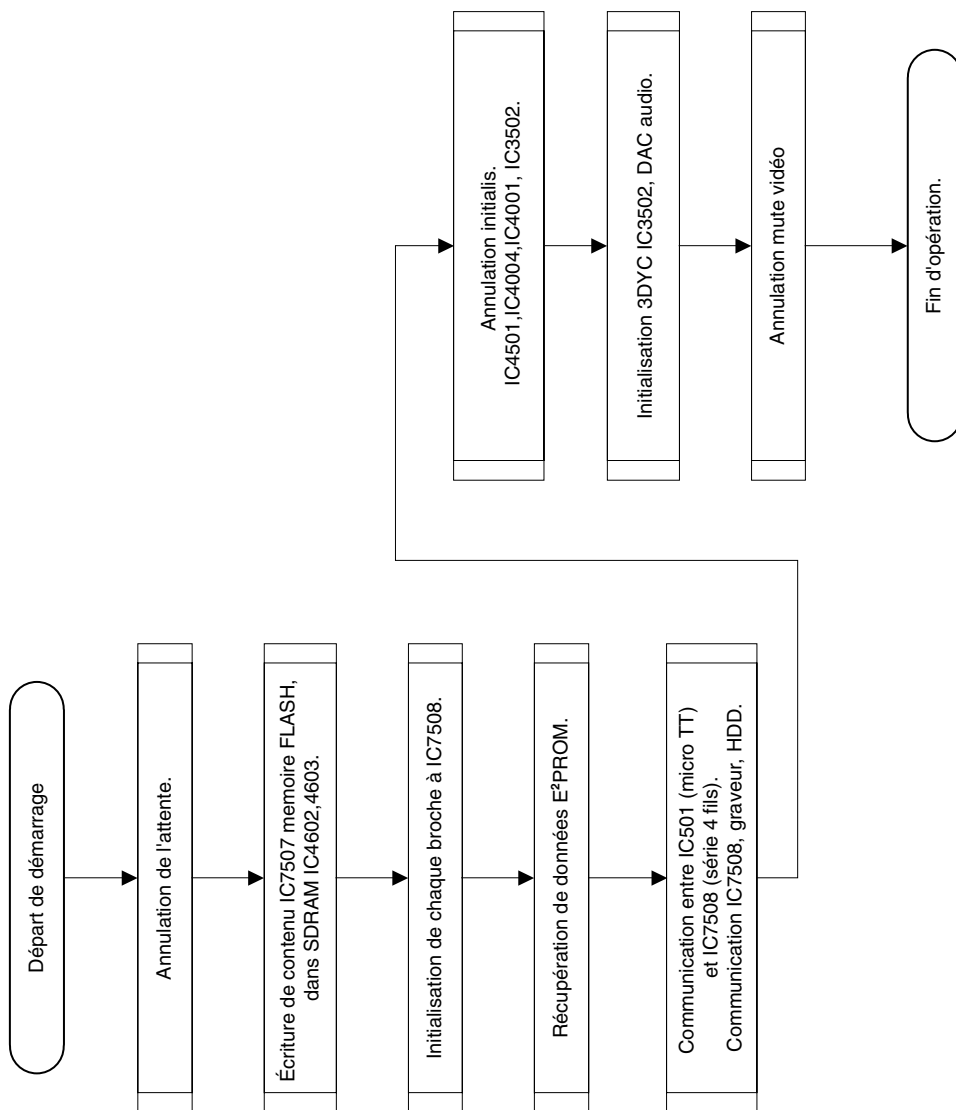 Départ de démarrage
Annulation de l'attente.
Écriture de contenu IC7507 memoire FLASH,
dans SDRAM IC4602,4603.
Initialisation de chaque broche à IC7508.
Récupération de données E²PROM.
Communication entre IC501 (micro TT)
et IC7508 (série 4 fils).
Communication IC7508, graveur, HDD.
Annulation initialis.
IC4501,IC4004,IC4001, IC3502.
Initialisation 3DYC IC3502, DAC audio.
Annulation mute vidéo
Fin d'opération.